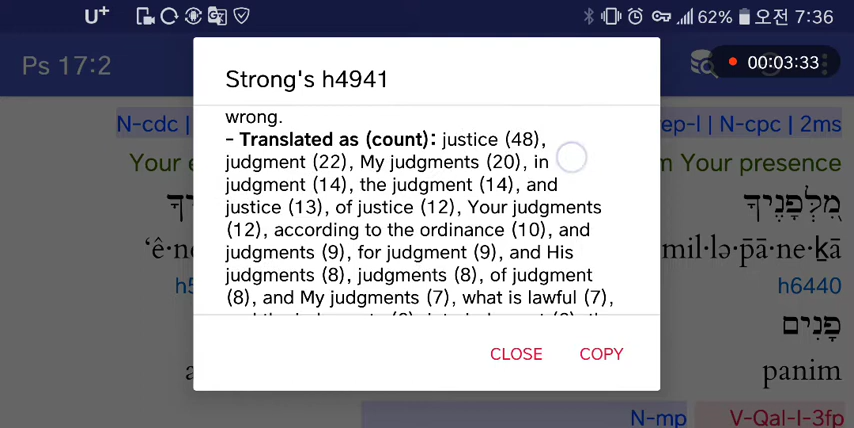 U+ 62% 오전 7:36
Ps 17:2
00:03:33
Strong's h4941
wrong.
- Translated as (count): justice (48),
judgment (22), My judgments (20), in
judgment (14), the judgment (14), and
justice (13), of justice (12), Your judgments
(12), according to the ordinance (10), and
judgments (9), for judgment (9), and His
judgments (8), judgments (8), of judgment
(8), and My judgments (7), what is lawful (7),
CLOSE COPY
N-cdc | ep-l | N-cpc | 2ms
Your m Your presence
מִלְּפָנֶיךָ
‘ê·n mil·lə·p̄ā·ne·ḵā
h5 h6440
פָּנִים
panim
N-mp V-Qal-I-3fp